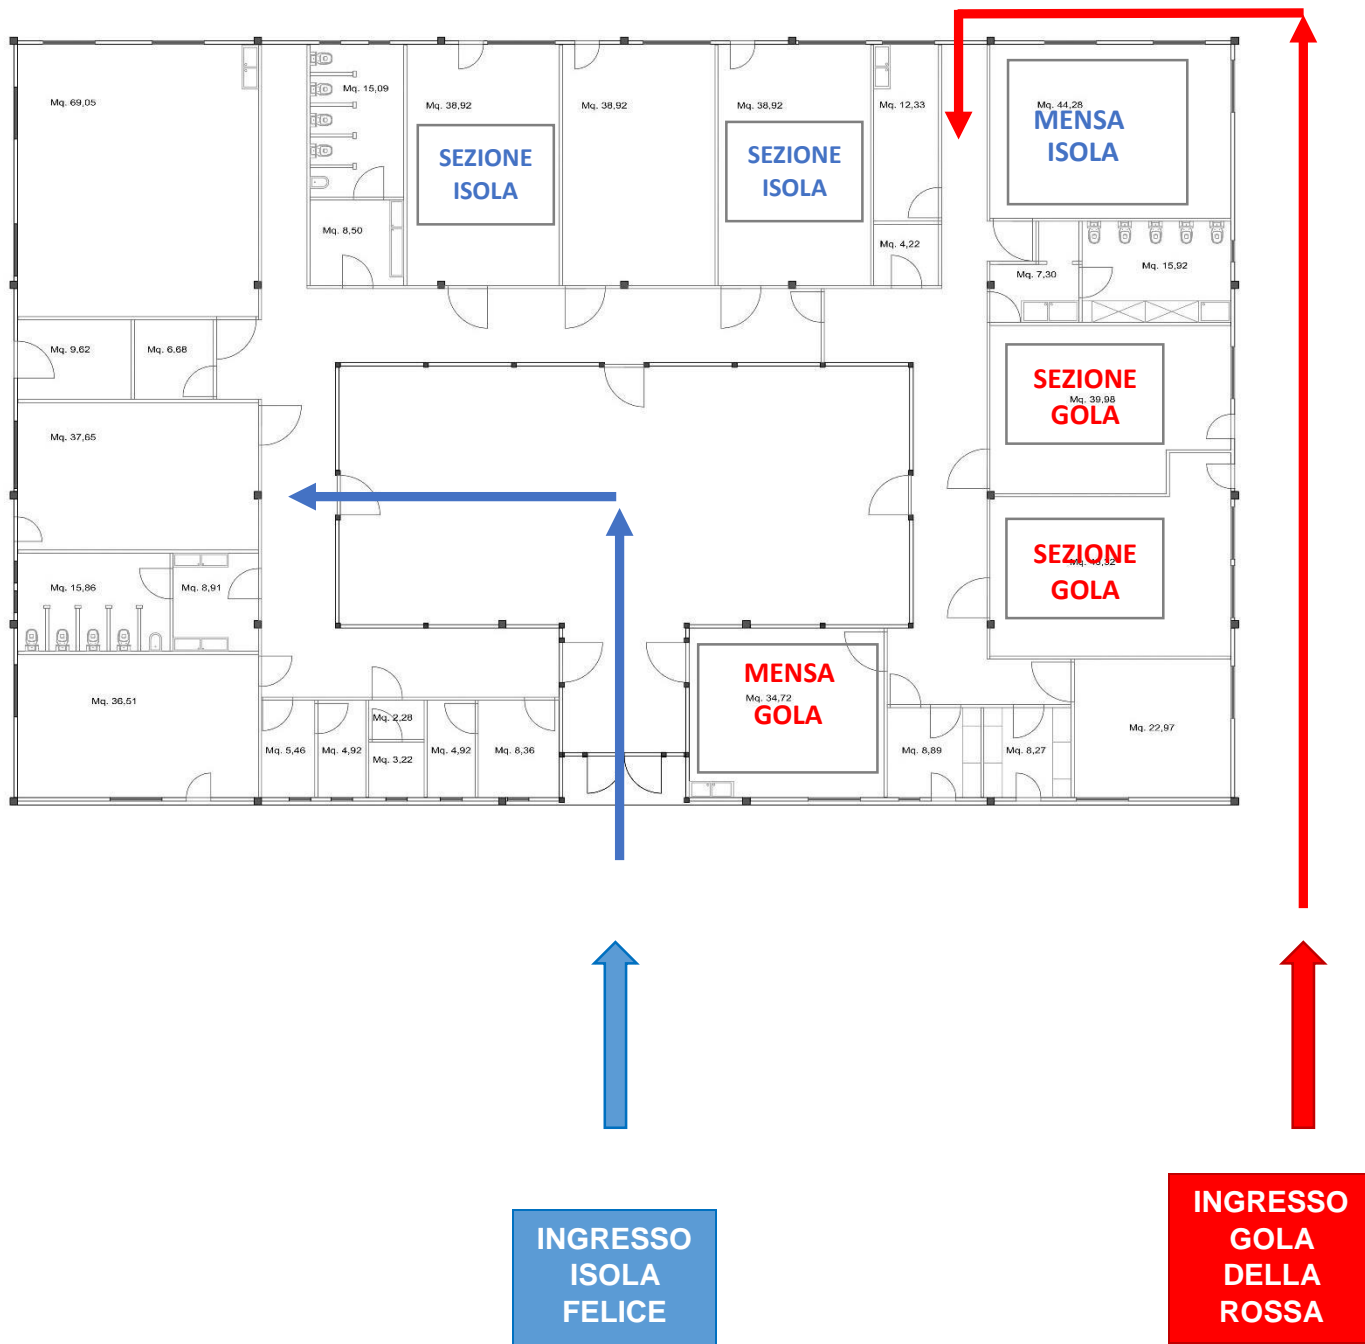 Mq. 69,05
Mq. 15,09
Mq. 38,92
Mq. 38,92
Mq. 38,92
Mq. 12,33
Mq. 44,28
MENSA
ISOLA
SEZIONE
ISOLA
SEZIONE
ISOLA
Mq. 8,50
Mq. 4,22
Mq. 7,30
Mq. 15,92
Mq. 9,62
Mq. 6,68
SEZIONE
Mq. 39,98
GOLA
Mq. 37,65
SEZIONE
GOLA
Mq. 15,86
Mq. 8,91
MENSA
Mq. 34,72
GOLA
Mq. 36,51
Mq. 2,28
Mq. 5,46
Mq. 4,92
Mq. 3,22
Mq. 4,92
Mq. 8,36
Mq. 8,89
Mq. 8,27
Mq. 22,97
INGRESSO
ISOLA
FELICE
INGRESSO
GOLA
DELLA
ROSSA